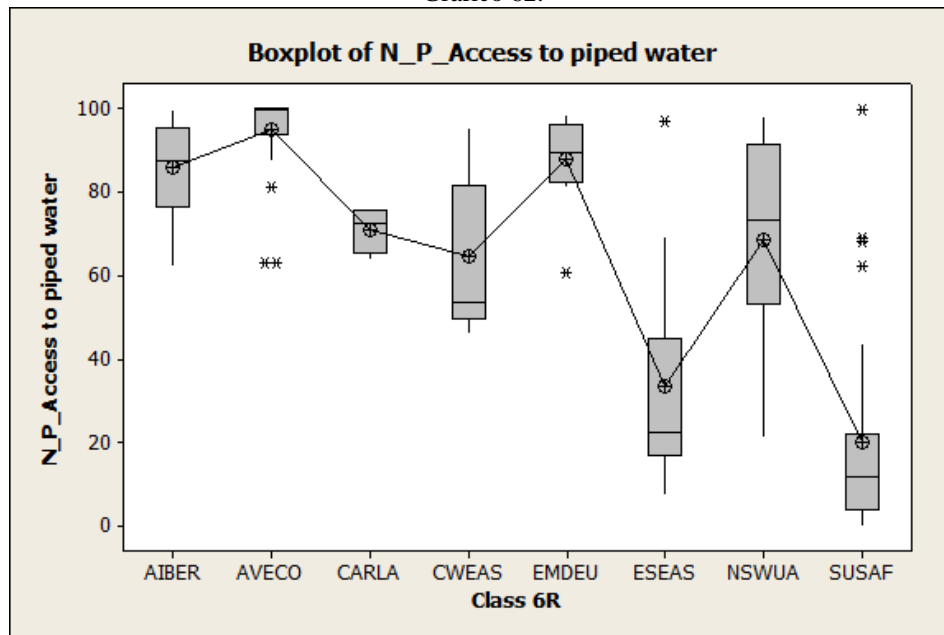 Boxplot of N_P_Access to piped water
N_P_Access to piped water
100
80
60
40
20
0
AIBER AVECO CARLA CWEAS EMDEU ESEAS NSWUA SUSAF
Class 6R